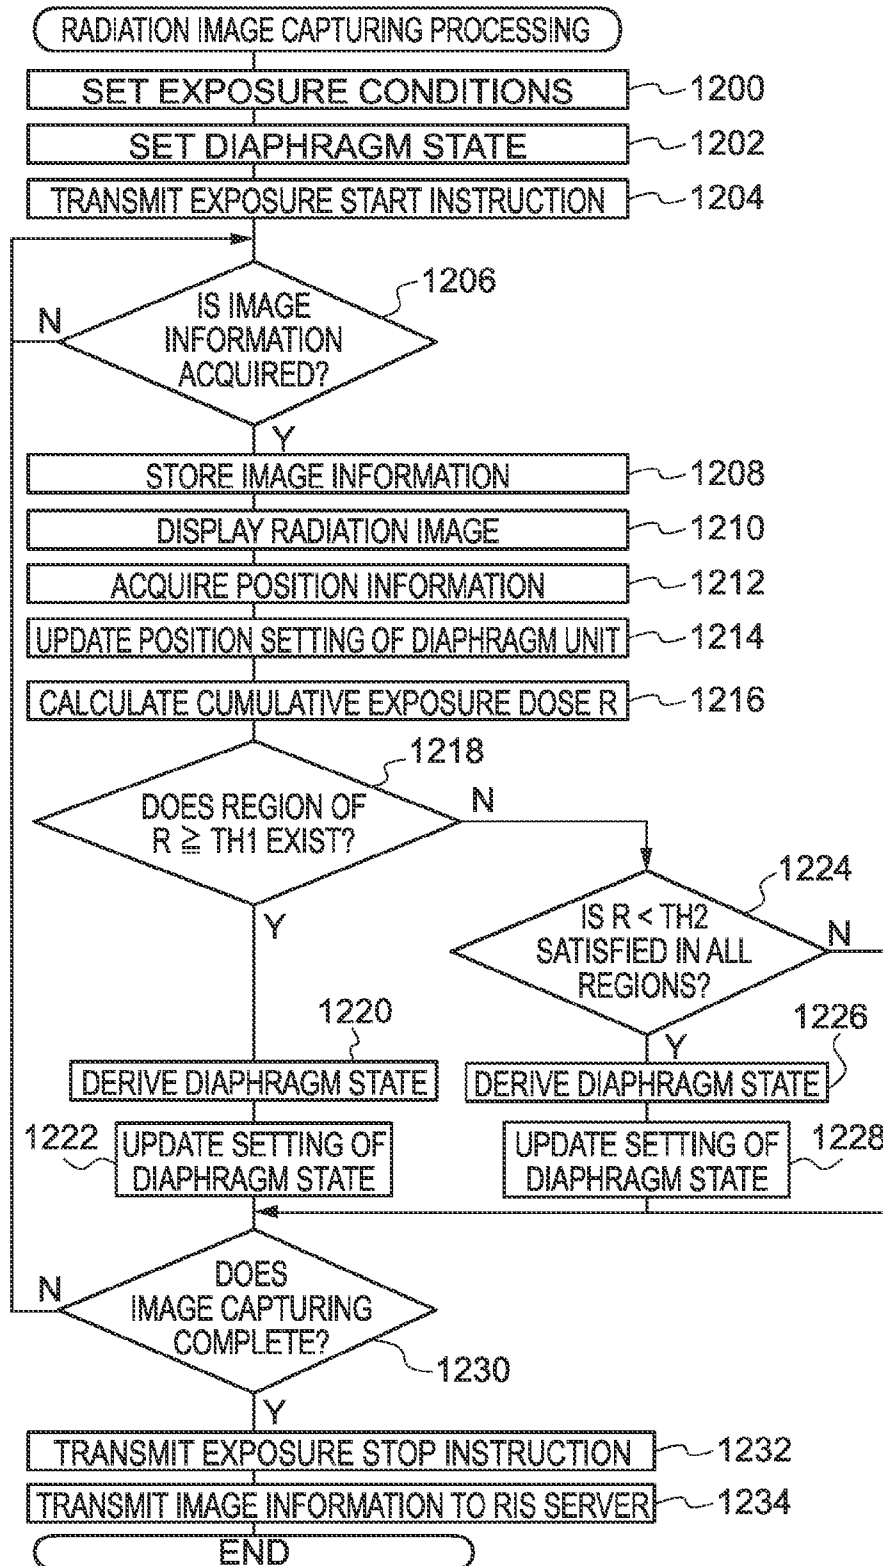 RADIATION IMAGE CAPTURING PROCESSING
SET EXPOSURE CONDITIONS
1200
SET DIAPHRAGM STATE
1202
TRANSMIT EXPOSURE START INSTRUCTION
1204
1206
N
IS IMAGE
INFORMATION
ACQUIRED?
Y
STORE IMAGE INFORMATION
1208
DISPLAY RADIATION IMAGE
1210
ACQUIRE POSITION INFORMATION
1212
UPDATE POSITION SETTING OF DIAPHRAGM UNIT
1214
CALCULATE CUMULATIVE EXPOSURE DOSE R
1216
1218
DOES REGION OF
R ≧ TH1 EXIST?
N
Y
1224
IS R < TH2
SATISFIED IN ALL
REGIONS?
N
Y
1220
DERIVE DIAPHRAGM STATE
1226
DERIVE DIAPHRAGM STATE
1222
UPDATE SETTING OF
DIAPHRAGM STATE
UPDATE SETTING OF
DIAPHRAGM STATE
1228
N
DOES
IMAGE CAPTURING
COMPLETE?
1230
Y
TRANSMIT EXPOSURE STOP INSTRUCTION
1232
TRANSMIT IMAGE INFORMATION TO RIS SERVER
1234
END